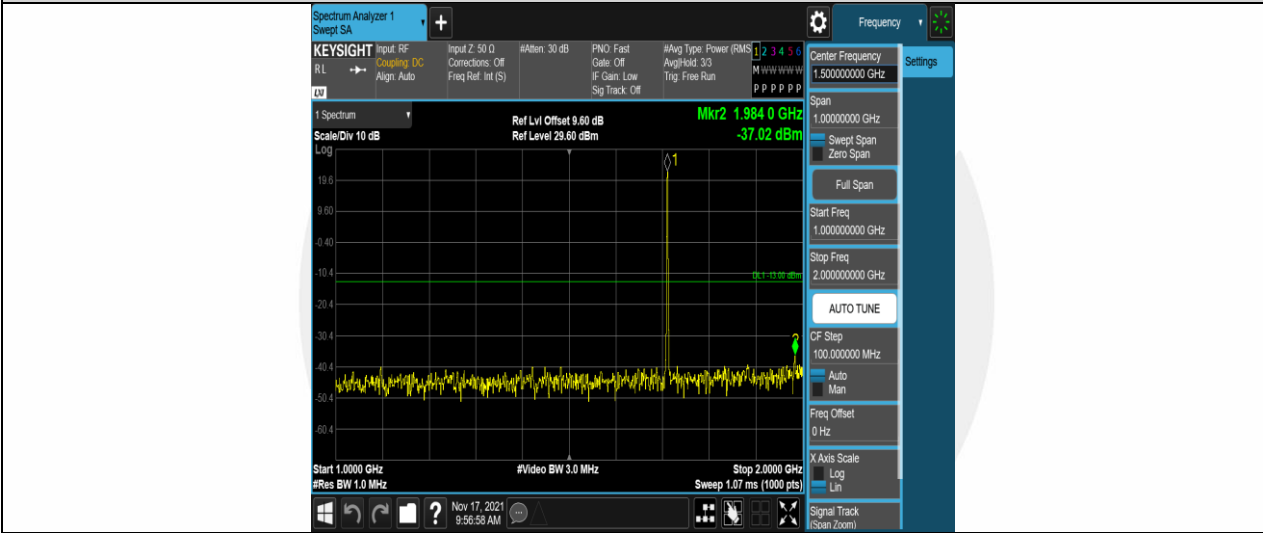 Spectrum Analyzer 1
Swept SA
+
Frequency
KEYSIGHT
RL
LXI
Input: RF
Coupling: DC
Align: Auto
Input Z: 50 Ω
Corrections: Off
Freq Ref: Int (S)
#Atten: 30 dB
PNO: Fast
Gate: Off
IF Gain: Low
Sig Track: Off
#Avg Type: Power (RMS
Avg|Hold: 3/3
Trig: Free Run
1 2 3 4 5 6
M W W W W W
P P P P P P
1 Spectrum
Scale/Div 10 dB
Log
Ref Lvl Offset 9.60 dB
Ref Level 29.60 dBm
Mkr2 1.984 0 GHz
-37.02 dBm
1
19.6
9.60
-0.40
-10.4
DL1 -13.00 dBm
-20.4
-30.4
2
-40.4
-50.4
-60.4
Start 1.0000 GHz
#Video BW 3.0 MHz
Stop 2.0000 GHz
#Res BW 1.0 MHz
Sweep 1.07 ms (1000 pts)
?
Nov 17, 2021
9:56:58 AM
Center Frequency
1.500000000 GHz
Settings
Span
1.00000000 GHz
Swept Span
Zero Span
Full Span
Start Freq
1.000000000 GHz
Stop Freq
2.000000000 GHz
AUTO TUNE
CF Step
100.000000 MHz
Auto
Man
Freq Offset
0 Hz
X Axis Scale
Log
Lin
Signal Track
(Span Zoom)